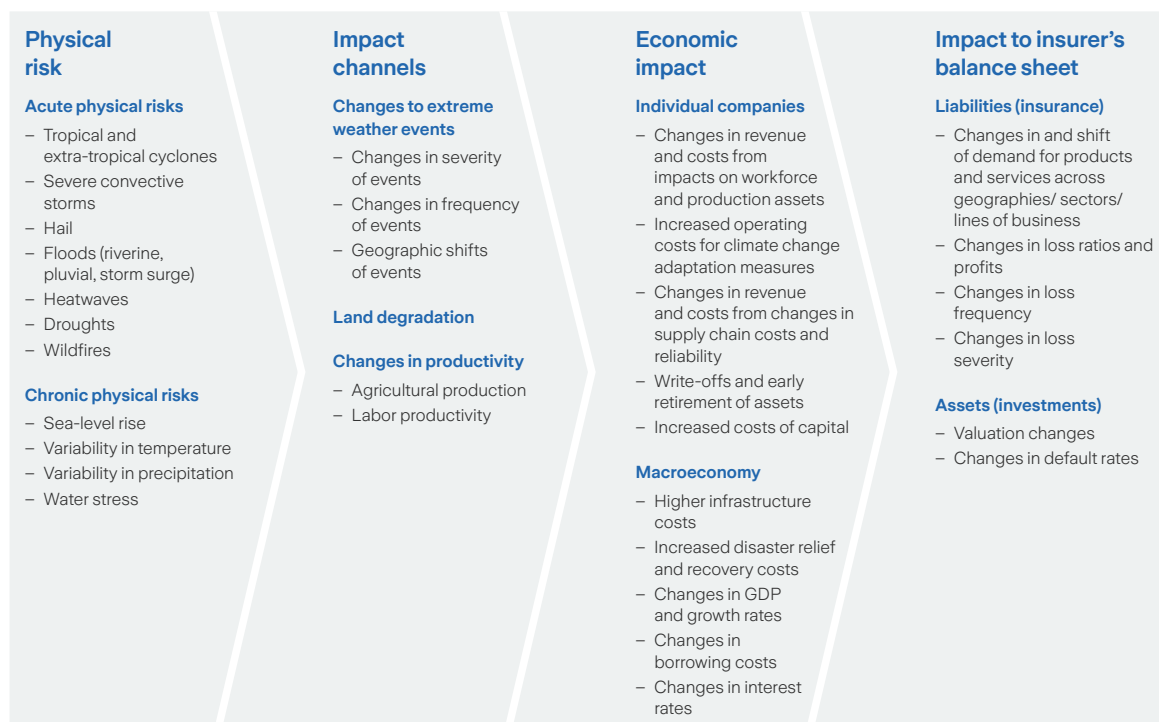 Physical
risk
Acute physical risks
– Tropical and
extra-tropical cyclones
– Severe convective
storms
– Hail
– Floods (riverine,
pluvial, storm surge)
– Heatwaves
– Droughts
– Wildfires
Chronic physical risks
– Sea-level rise
– Variability in temperature
– Variability in precipitation
– Water stress
Impact
channels
Changes to extreme
weather events
– Changes in severity
of events
– Changes in frequency
of events
– Geographic shifts
of events
Land degradation
Changes in productivity
– Agricultural production
– Labor productivity
Economic
impact
Individual companies
– Changes in revenue
and costs from
impacts on workforce
and production assets
– Increased operating
costs for climate change
adaptation measures
– Changes in revenue
and costs from changes in
supply chain costs and
reliability
– Write-offs and early
retirement of assets
– Increased costs of capital
Macroeconomy
– Higher infrastructure
costs
– Increased disaster relief
and recovery costs
– Changes in GDP
and growth rates
– Changes in
borrowing costs
– Changes in interest
rates
Impact to insurer’s
balance sheet
Liabilities (insurance)
– Changes in and shift
of demand for products
and services across
geographies/ sectors/
lines of business
– Changes in loss ratios and
profits
– Changes in loss
frequency
– Changes in loss
severity
Assets (investments)
– Valuation changes
– Changes in default rates